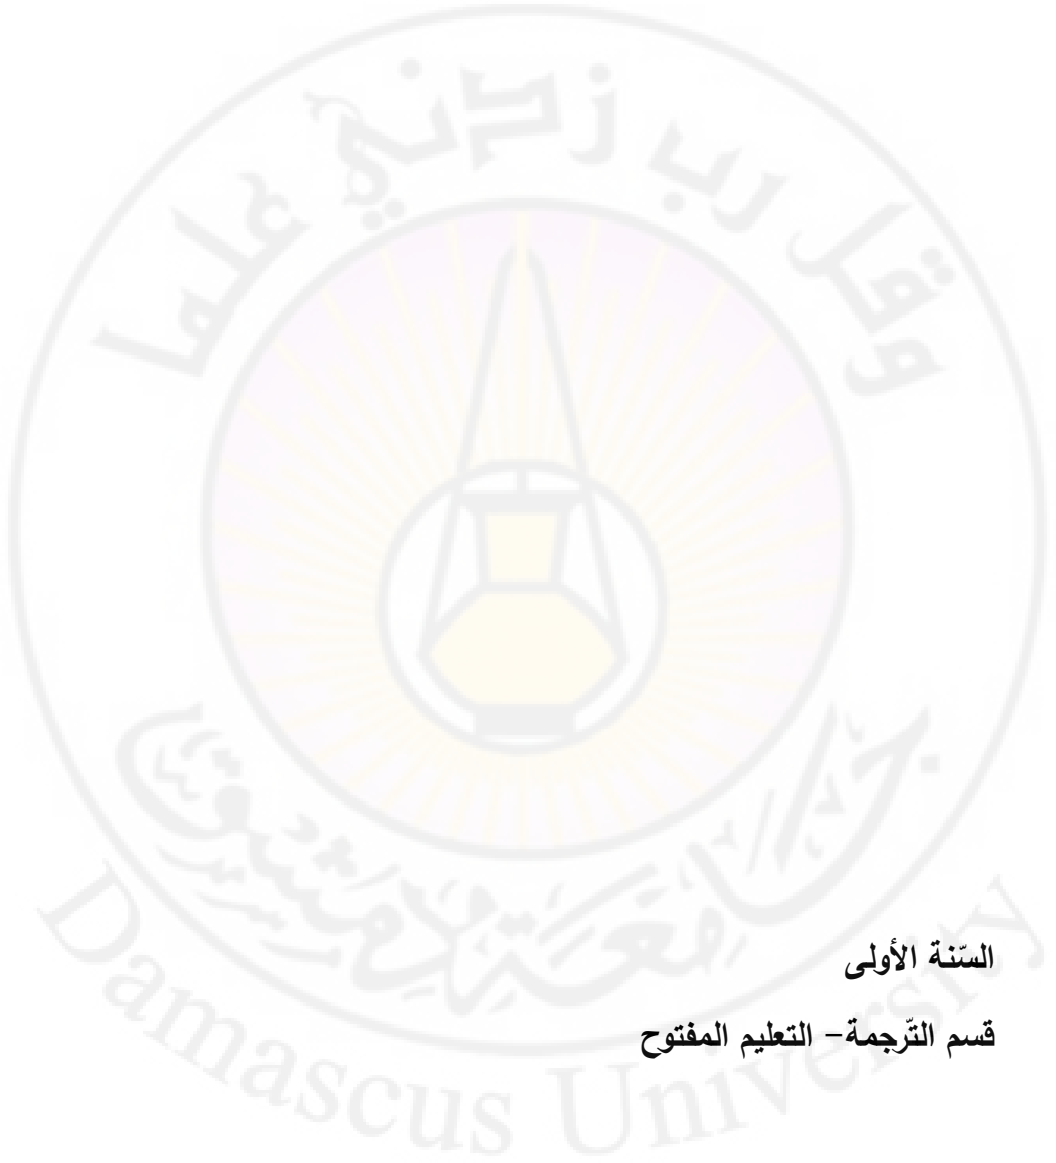 وقل رب زدني علما
جامعة دمشق
Damascus University
السّنة الأولى
قسم التّرجمة- التعليم المفتوح